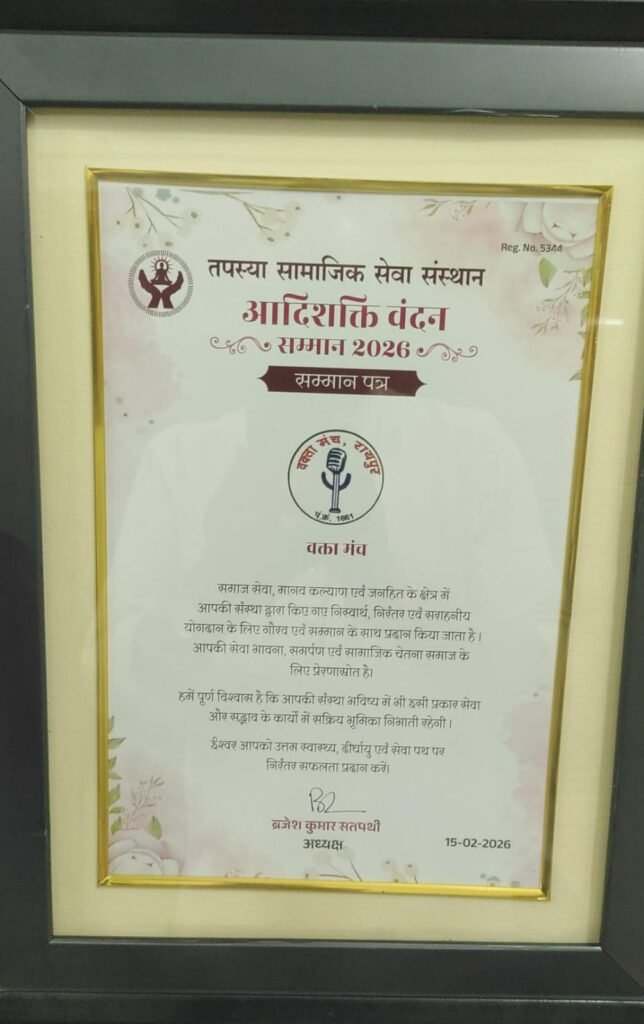 Reg. No. 5344
तपस्या सामाजिक सेवा संस्थान
आदिशक्ति वंदन
सम्मान 2026
सम्मान पत्र
वक्ता मंच, रायपुर
पं.क्र. 1661
वक्ता मंच
समाज सेवा, मानव कल्याण एवं जनहित के क्षेत्र में
आपकी संस्था द्वारा किए गए निस्वार्थ, निरंतर एवं सराहनीय
योगदान के लिए गौरव एवं सम्मान के साथ प्रदान किया जाता है।
आपकी सेवा भावना, समर्पण एवं सामाजिक चेतना समाज के
लिए प्रेरणास्रोत है।
हमें पूर्ण विश्वास है कि आपकी संस्था भविष्य में भी इसी प्रकार सेवा
और सद्भाव के कार्यों में सक्रिय भूमिका निभाती रहेगी।
ईश्वर आपको उत्तम स्वास्थ्य, दीर्घायु एवं सेवा पथ पर
निरंतर सफलता प्रदान करें।
ब्रजेश कुमार सतपथी
अध्यक्ष
15-02-2026